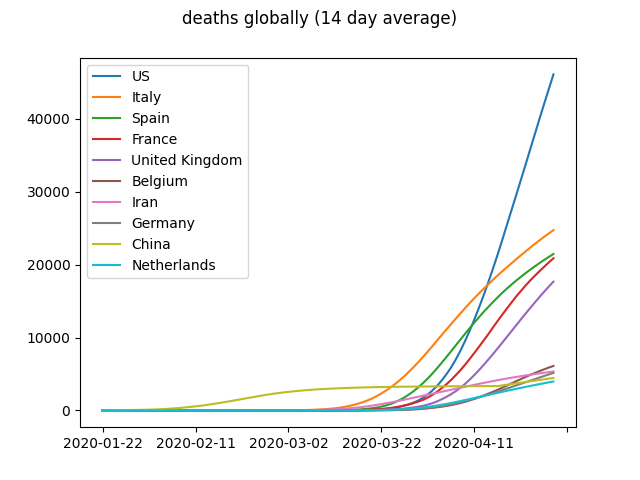 deaths globally (14 day average)
US
Italy
Spain
France
United Kingdom
Belgium
Iran
Germany
China
Netherlands
40000
30000
20000
10000
0
2020-01-22 2020-02-11 2020-03-02 2020-03-22 2020-04-11